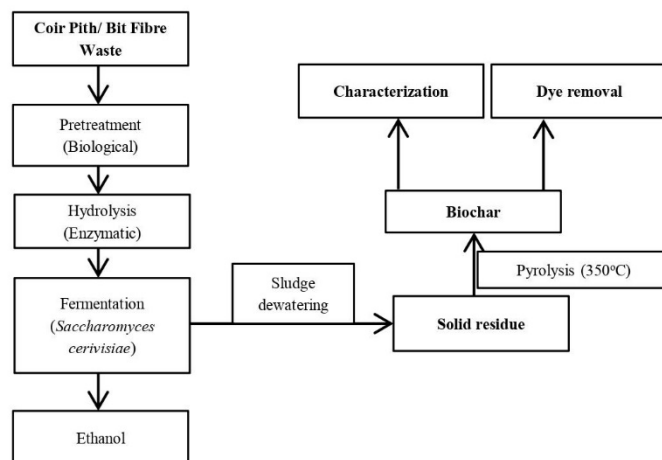 Coir Pith/ Bit Fibre
Waste
Pretreatment
(Biological)
Hydrolysis
(Enzymatic)
Fermentation
(Saccharomyces
cerivisiae)
Ethanol
Sludge
dewatering
Solid residue
Pyrolysis (350°C)
Biochar
Characterization
Dye removal